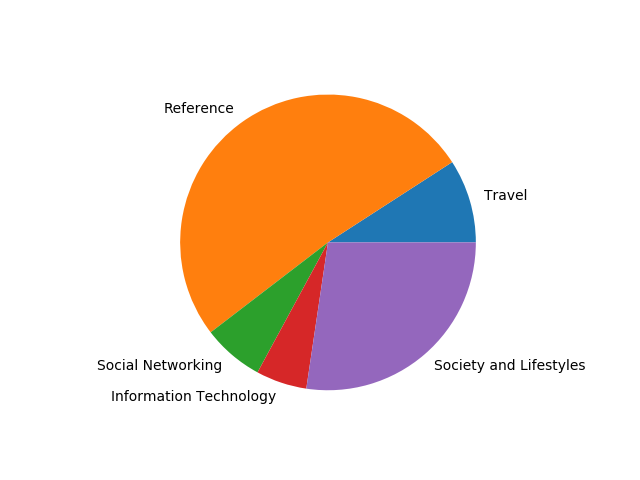 Reference
Travel
Social Networking
Society and Lifestyles
Information Technology